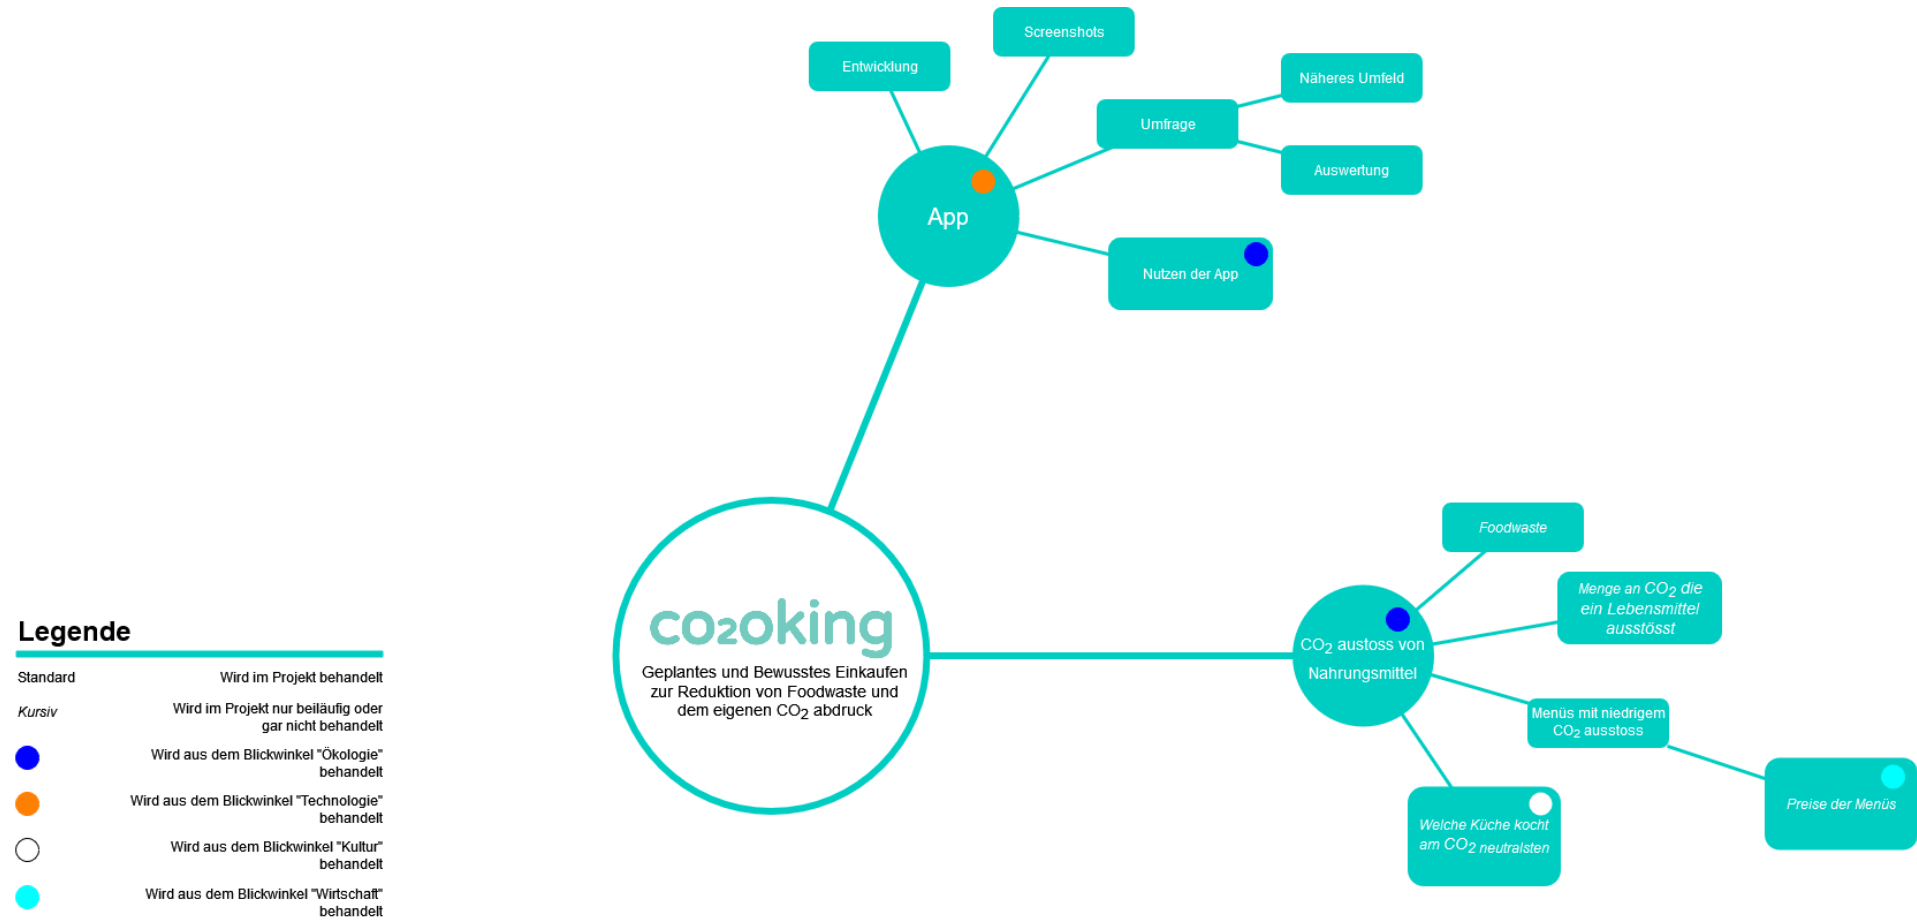 Screenshots
Entwicklung
Näheres Umfeld
Umfrage
Auswertung
App
Nutzen der App
Foodwaste
Menge an CO2 die
ein Lebensmittel
ausstösst
CO2 austoss von
Nahrungsmittel
Menüs mit niedrigem
CO2 ausstoss
Preise der Menüs
Welche Küche kocht
am CO2 neutralsten
co2oking
Geplantes und Bewusstes Einkaufen
zur Reduktion von Foodwaste und
dem eigenen CO2 abdruck
Legende
Standard Wird im Projekt behandelt
Kursiv Wird im Projekt nur beiläufig oder
gar nicht behandelt
Wird aus dem Blickwinkel "Ökologie"
behandelt
Wird aus dem Blickwinkel "Technologie"
behandelt
Wird aus dem Blickwinkel "Kultur"
behandelt
Wird aus dem Blickwinkel "Wirtschaft"
behandelt